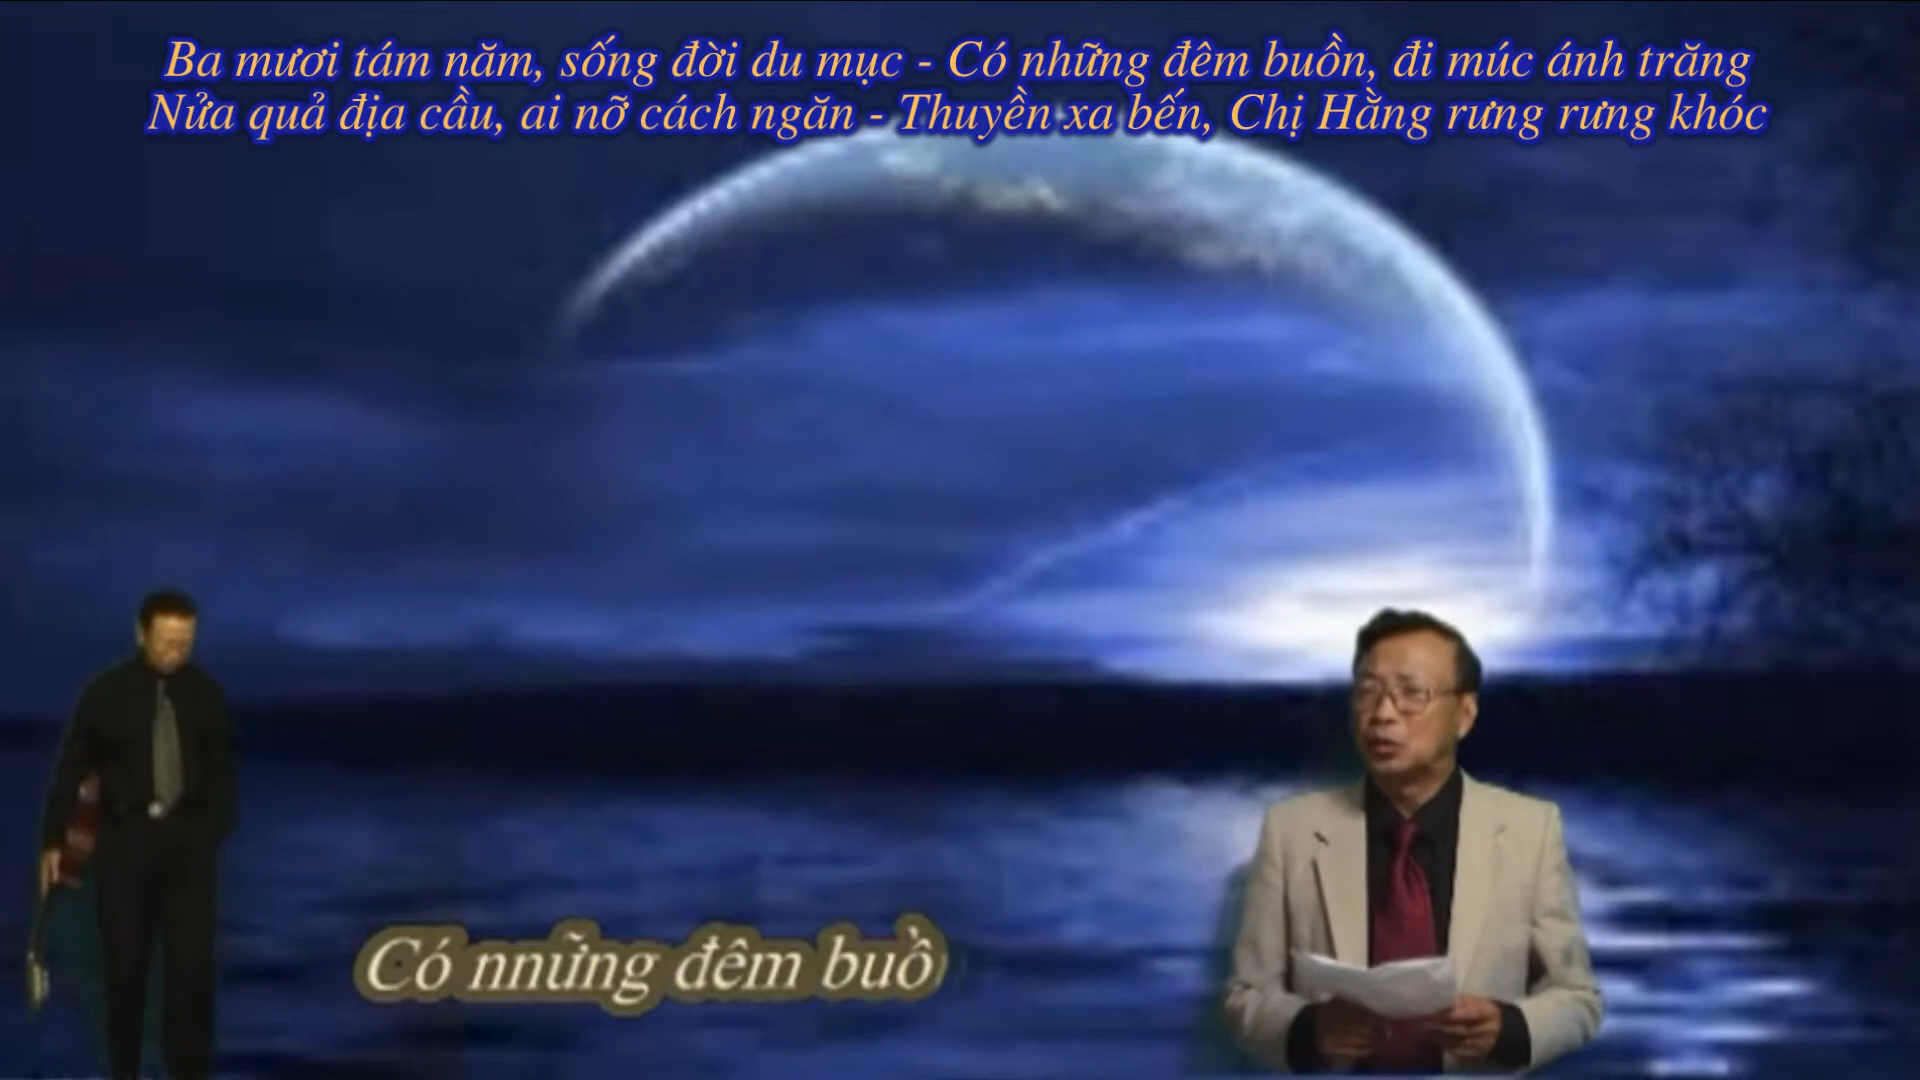 Ba mươi tám năm, sống đời du mục - Có những đêm buồn, đi múc ánh trăng
Nửa quả địa cầu, ai nỡ cách ngăn - Thuyền xa bến, Chị Hằng rưng rưng khóc
Có những đêm buồ